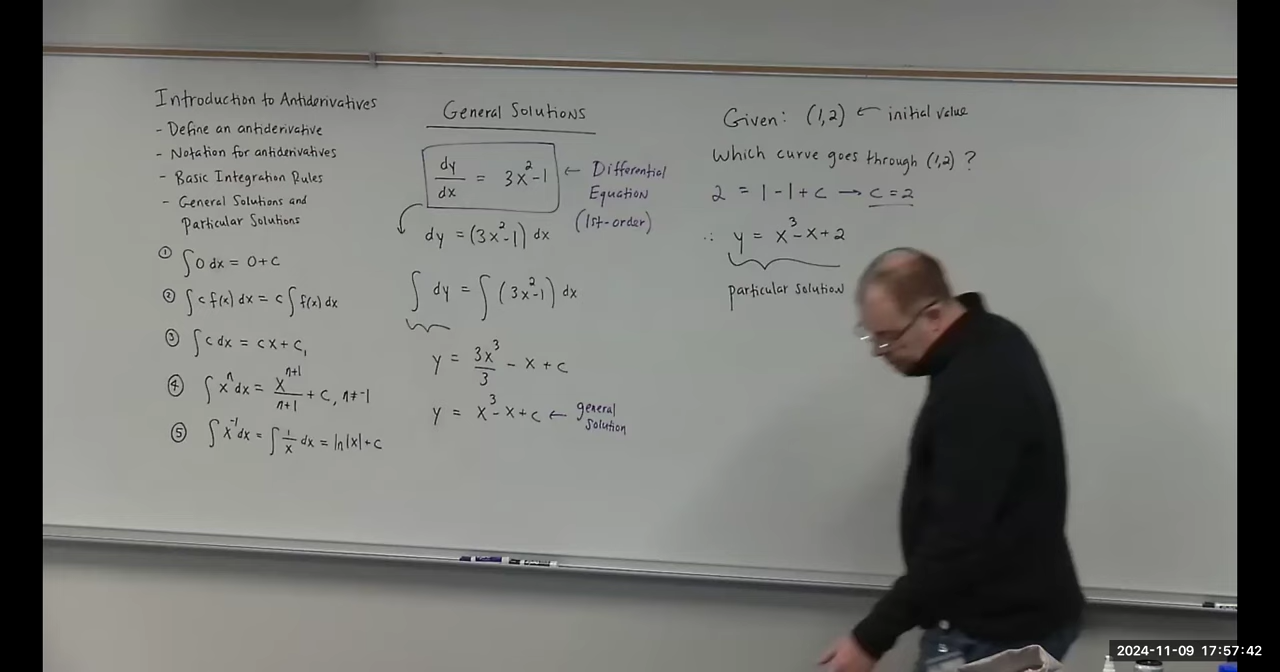 Introduction to Antiderivatives
- Define an antiderivative
- Notation for antiderivatives
- Basic Integration Rules
- General Solutions and
Particular Solutions
① ∫0 dx = 0+C
② ∫c f(x) dx = c∫f(x) dx
③ ∫c dx = cx + C₁
④ ∫xⁿ dx = xⁿ⁺¹/n+1 + C, n≠-1
⑤ ∫x⁻¹ dx = ∫1/x dx = ln|x| + C
General Solutions
dy/dx = 3x²-1 ← Differential
Equation
(1st-order)
dy = (3x²-1) dx
∫ dy = ∫ (3x²-1) dx
y = 3x³/3 - x + C
y = x³-x+C ← general
solution
Given: (1,2) ← initial value
Which curve goes through (1,2) ?
2 = 1-1+C → C=2
∴ y = x³-x+2
particular solution
2024-11-09 17:57:42